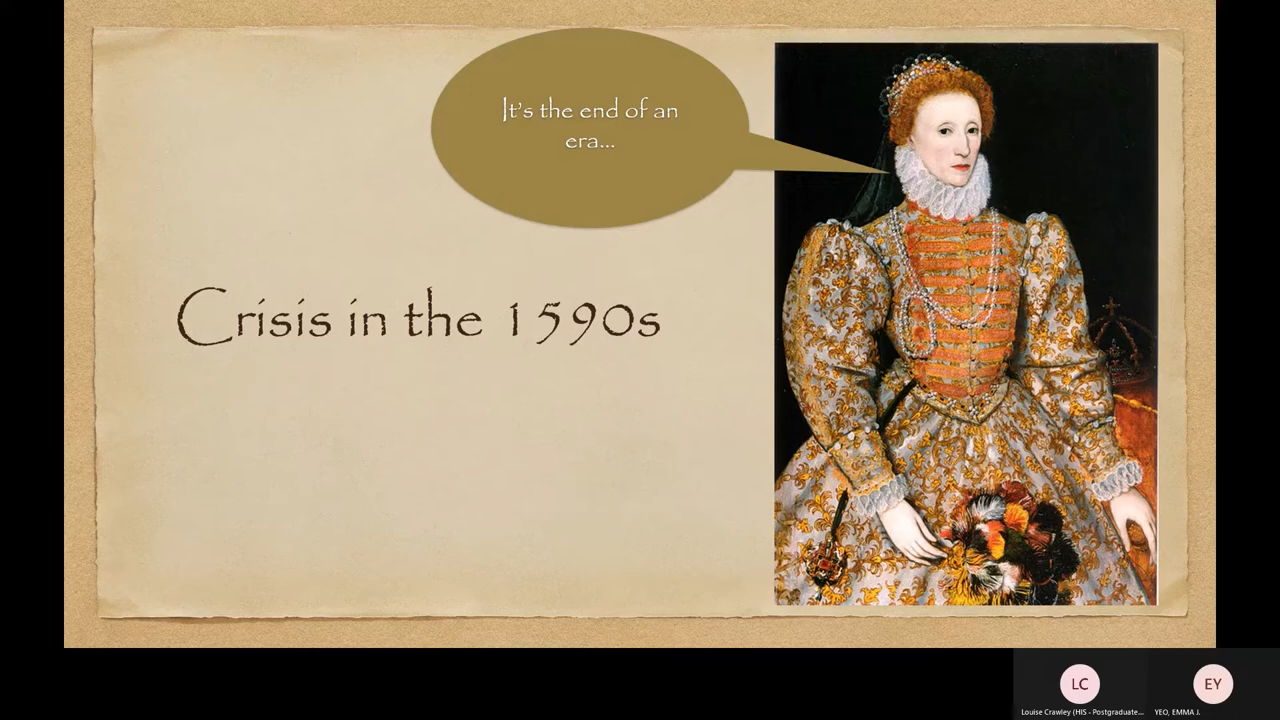 It's the end of an
era...
Crisis in the 1590s
LC
EY
Louise Crawley (HIS - Postgraduate...
YEO, EMMA J.